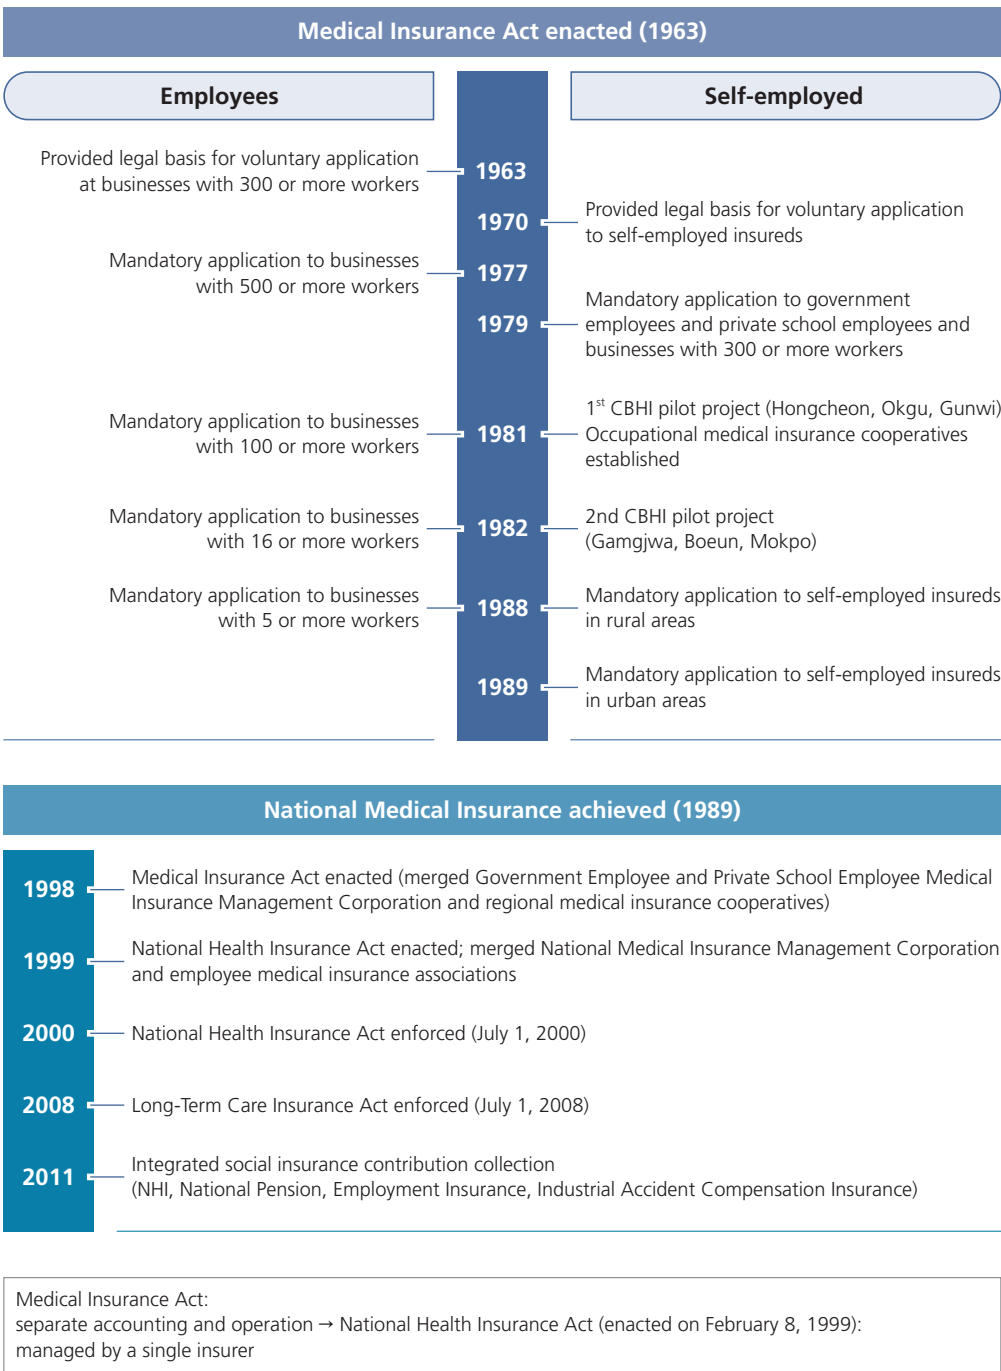 Medical Insurance Act enacted (1963)
Employees
Self-employed
Provided legal basis for voluntary application
at businesses with 300 or more workers
1963
1970
Provided legal basis for voluntary application
to self-employed insureds
Mandatory application to businesses
with 500 or more workers
1977
1979
Mandatory application to government
employees and private school employees and
businesses with 300 or more workers
Mandatory application to businesses
with 100 or more workers
1981
1st CBHI pilot project (Hongcheon, Okgu, Gunwi)
Occupational medical insurance cooperatives
established
Mandatory application to businesses
with 16 or more workers
1982
2nd CBHI pilot project
(Gamgjwa, Boeun, Mokpo)
Mandatory application to businesses
with 5 or more workers
1988
Mandatory application to self-employed insureds
in rural areas
1989
Mandatory application to self-employed insureds
in urban areas
National Medical Insurance achieved (1989)
1998
Medical Insurance Act enacted (merged Government Employee and Private School Employee Medical
Insurance Management Corporation and regional medical insurance cooperatives)
1999
National Health Insurance Act enacted; merged National Medical Insurance Management Corporation
and employee medical insurance associations
2000
National Health Insurance Act enforced (July 1, 2000)
2008
Long-Term Care Insurance Act enforced (July 1, 2008)
2011
Integrated social insurance contribution collection
(NHI, National Pension, Employment Insurance, Industrial Accident Compensation Insurance)
Medical Insurance Act:
separate accounting and operation → National Health Insurance Act (enacted on February 8, 1999):
managed by a single insurer